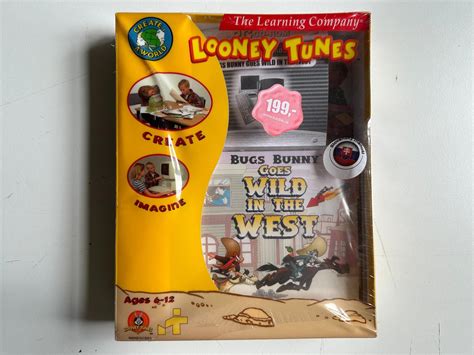 The Learning Company®
CREATE
A WORLD
LOONEY TUNES
BUGS BUNNY GOES WILD IN THE WEST
199,-
CREATE
IMAGINE
BUGS BUNNY
GOES
WILD
IN THE
WEST
Ages 6-12